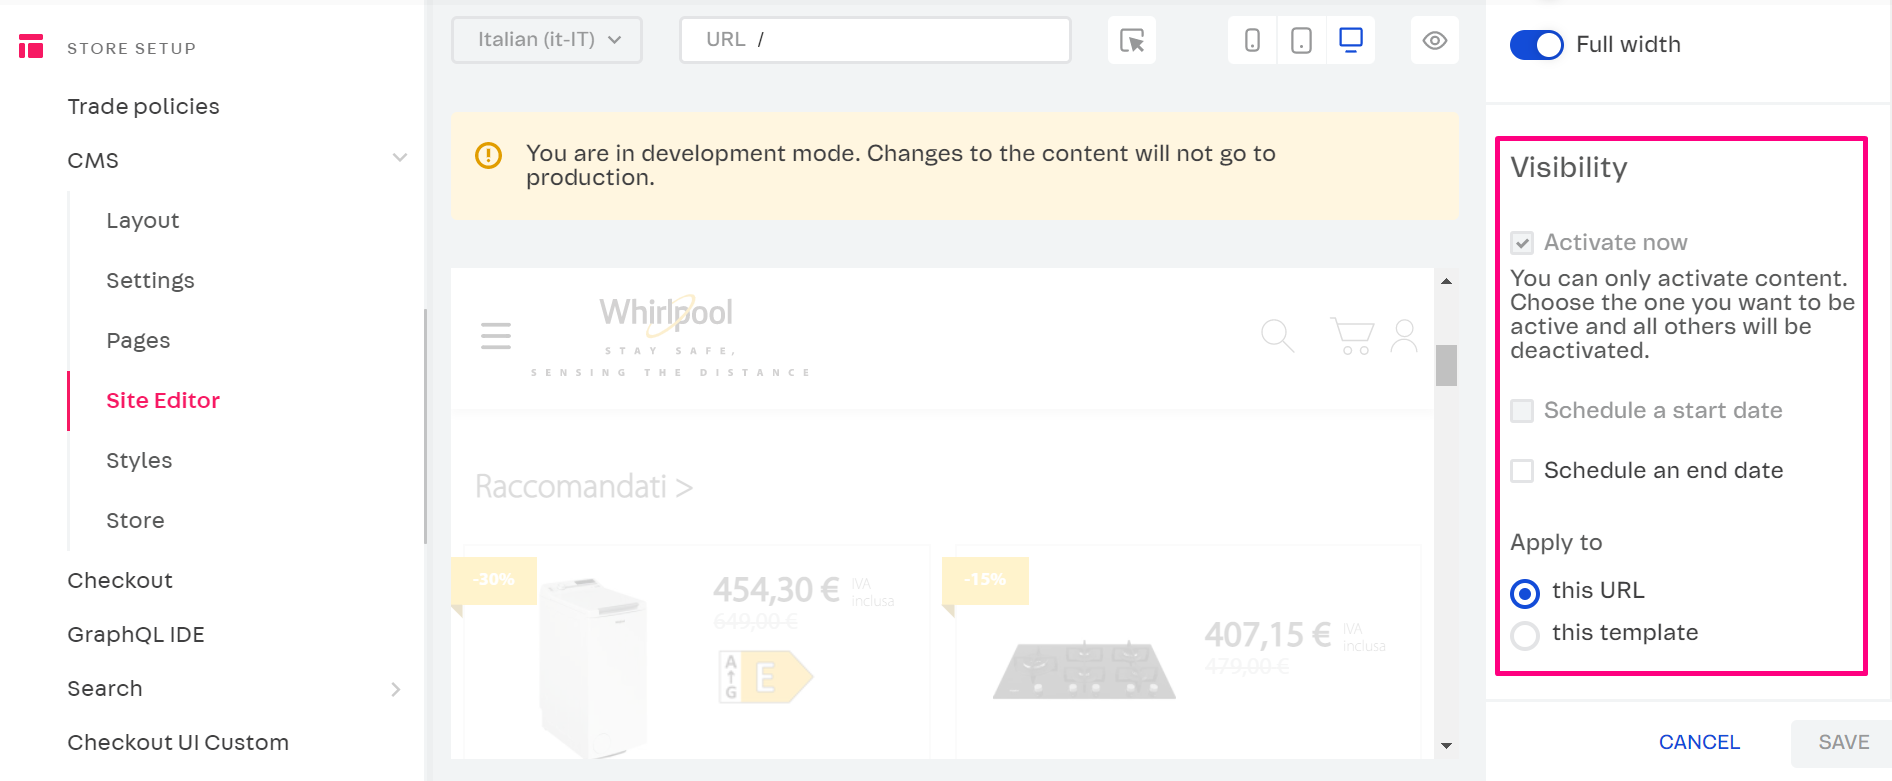 STORE SETUP
Trade policies
CMS
Layout
Settings
Pages
Site Editor
Styles
Store
Checkout
GraphQL IDE
Search
Checkout UI Custom
Italian (it-IT)
URL /
You are in development mode. Changes to the content will not go to
production.
Whirlpool
STAY SAFE,
SENSING THE DISTANCE
Raccomandati >
-30%
454,30 € IVA
inclusa
649,00 €
A
G
E
-15%
407,15 € IVA
inclusa
479,00 €
Full width
Visibility
Activate now
You can only activate content.
Choose the one you want to be
active and all others will be
deactivated.
Schedule a start date
Schedule an end date
Apply to
this URL
this template
CANCEL
SAVE